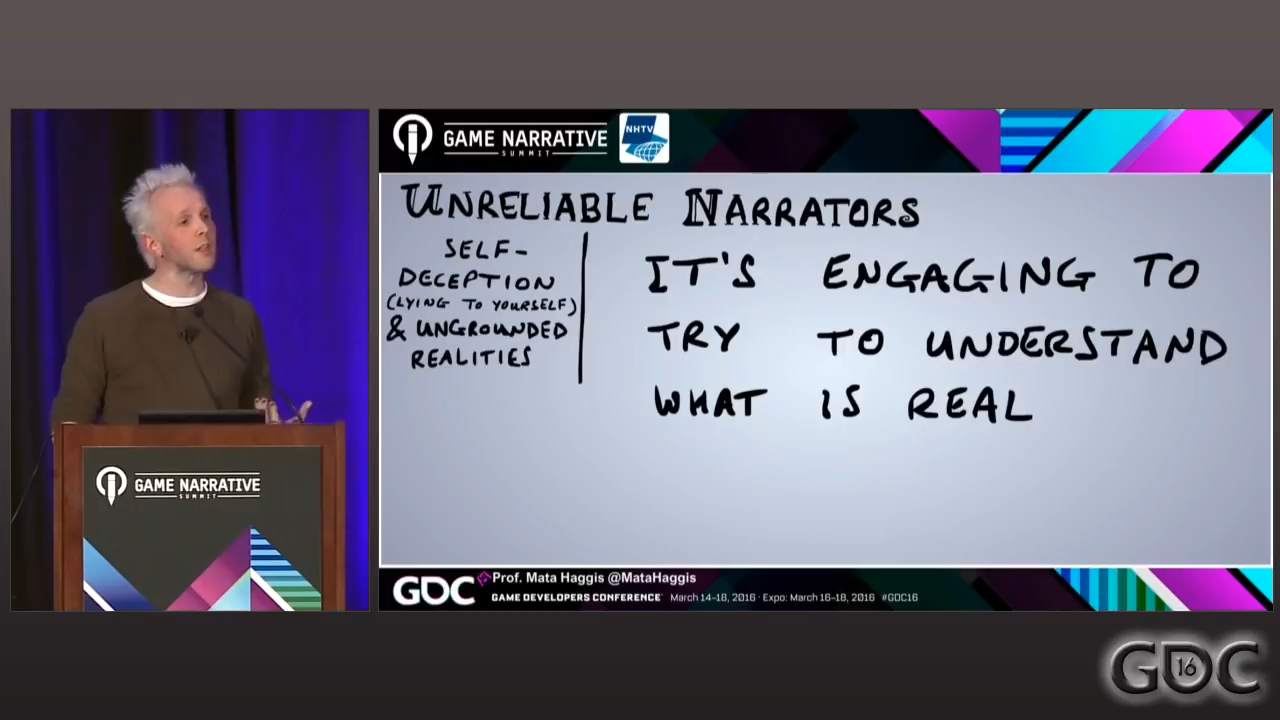 GAME NARRATIVE
SUMMIT
NHTV
UNRELIABLE NARRATORS
SELF-
DECEPTION
(LYING TO YOURSELF)
& UNGROUNDED
REALITIES
IT'S ENGAGING TO
TRY TO UNDERSTAND
WHAT IS REAL
GAME NARRATIVE
SUMMIT
GDC
Prof. Mata Haggis @MataHaggis
GAME DEVELOPERS CONFERENCE March 14-18, 2016 · Expo: March 16-18, 2016 #GDC16
GDC
16